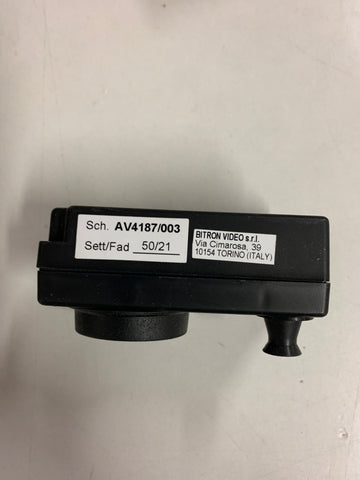 Sch. AV4187/003
Sett/Fad 50/21
BITRON VIDEO s.r.l.
Via Cimarosa, 39
10154 TORINO (ITALY)